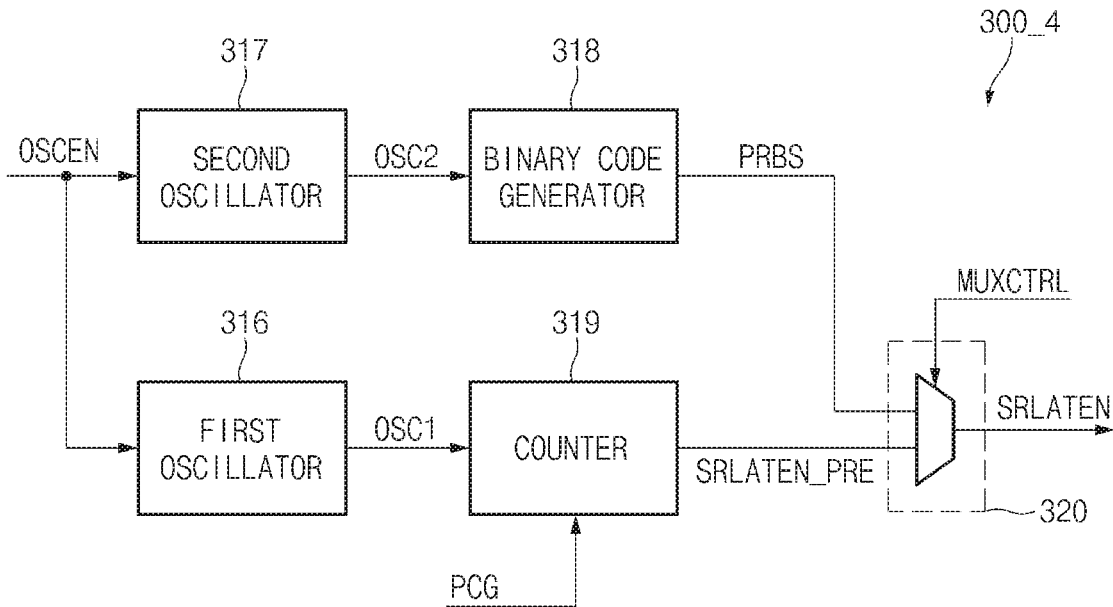 300_4
317
318
OSCEN
SECOND
OSCILLATOR
OSC2
BINARY CODE
GENERATOR
PRBS
MUXCTRL
316
319
FIRST
OSCILLATOR
OSC1
COUNTER
SRLATEN_PRE
SRLATEN
320
PCG